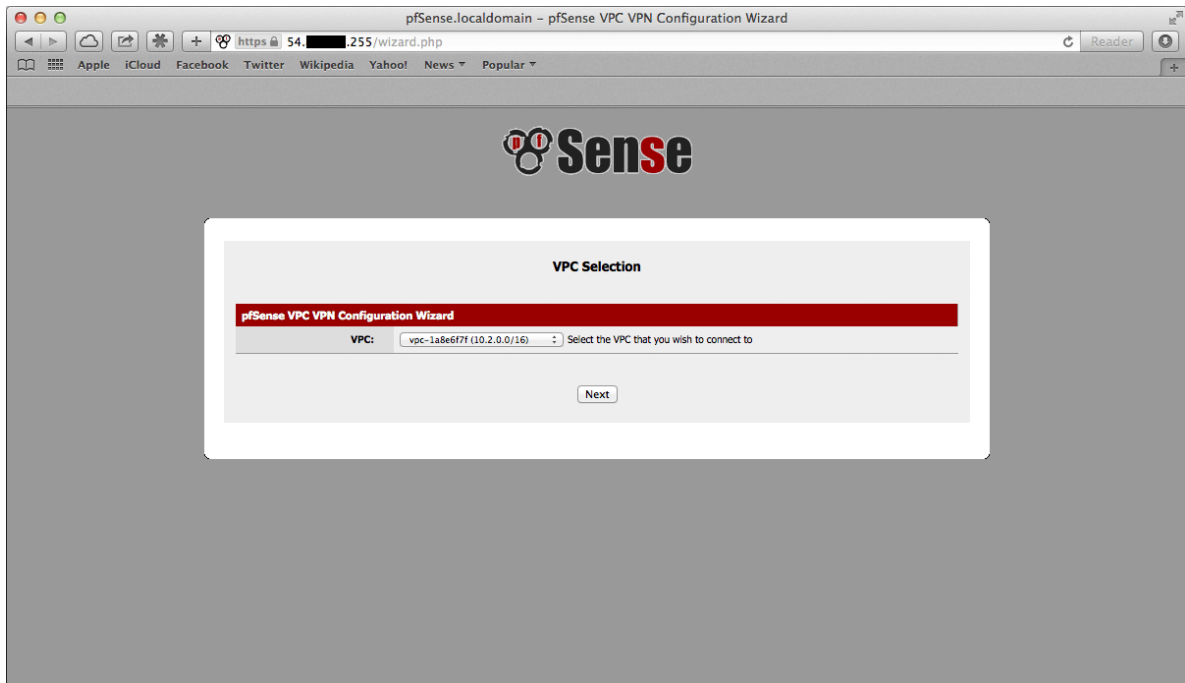 pfSense.localdomain – pfSense VPC VPN Configuration Wizard
https 54. .255/wizard.php Reader
Apple iCloud Facebook Twitter Wikipedia Yahoo! News Popular
pf Sense
VPC Selection
pfSense VPC VPN Configuration Wizard
VPC: vpc-1a8e6f7f (10.2.0.0/16) Select the VPC that you wish to connect to
Next